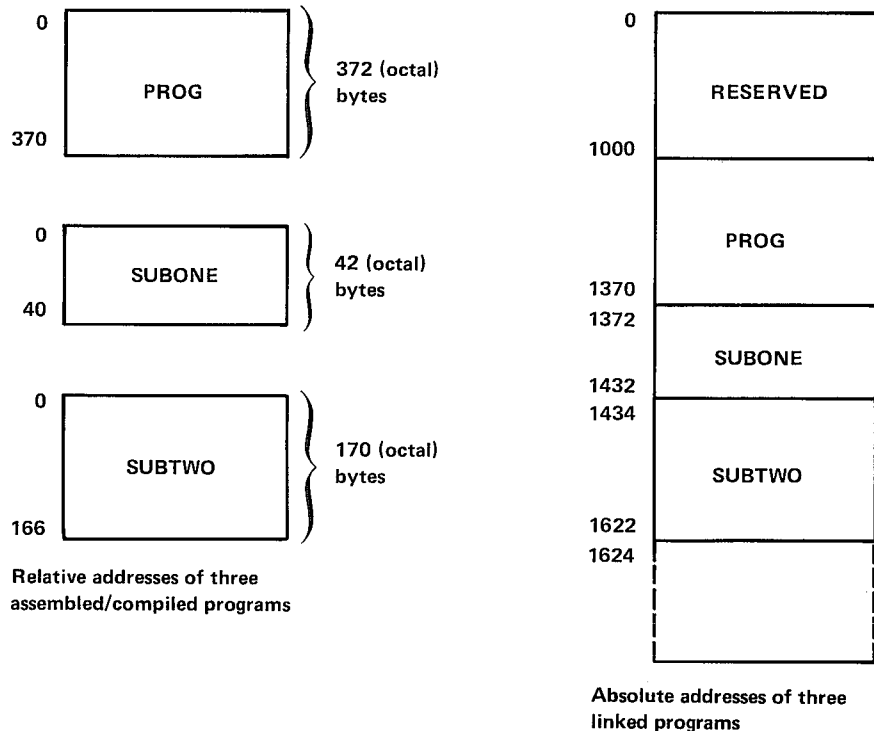 0
PROG
370
372 (octal)
bytes
0
SUBONE
40
42 (octal)
bytes
0
SUBTWO
166
170 (octal)
bytes
Relative addresses of three
assembled/compiled programs
0
RESERVED
1000
PROG
1370
1372
SUBONE
1432
1434
SUBTWO
1622
1624
Absolute addresses of three
linked programs